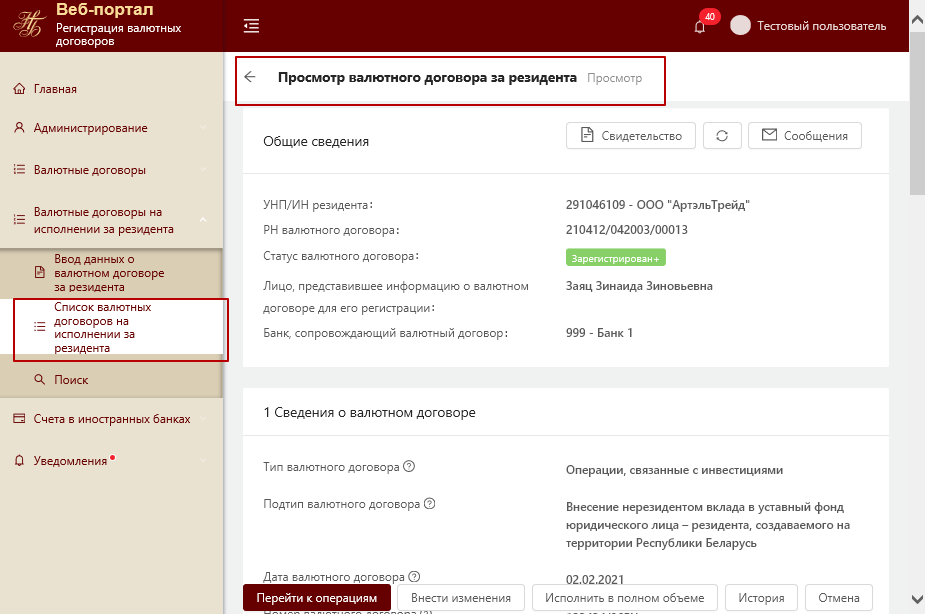 Веб-портал
Регистрация валютных
договоров
40
Тестовый пользователь
Главная
Администрирование
Валютные договоры
Валютные договоры на
исполнении за резидента
Ввод данных о
валютном договоре
за резидента
Список валютных
договоров на
исполнении за
резидента
Поиск
Счета в иностранных банках
Уведомления
Просмотр валютного договора за резидента Просмотр
Общие сведения
Свидетельство
Сообщения
УНП/ИН резидента: 291046109 - ООО "АртэльТрейд"
РН валютного договора: 210412/042003/00013
Статус валютного договора: Зарегистрирован+
Лицо, представившее информацию о валютном
договоре для его регистрации: Заяц Зинаида Зиновьевна
Банк, сопровождающий валютный договор: 999 - Банк 1
1 Сведения о валютном договоре
Тип валютного договора ? Операции, связанные с инвестициями
Подтип валютного договора ? Внесение нерезидентом вклада в уставный фонд
юридического лица – резидента, создаваемого на
территории Республики Беларусь
Дата валютного договора ? 02.02.2021
Перейти к операциям
Внести изменения
Исполнить в полном объеме
История
Отмена